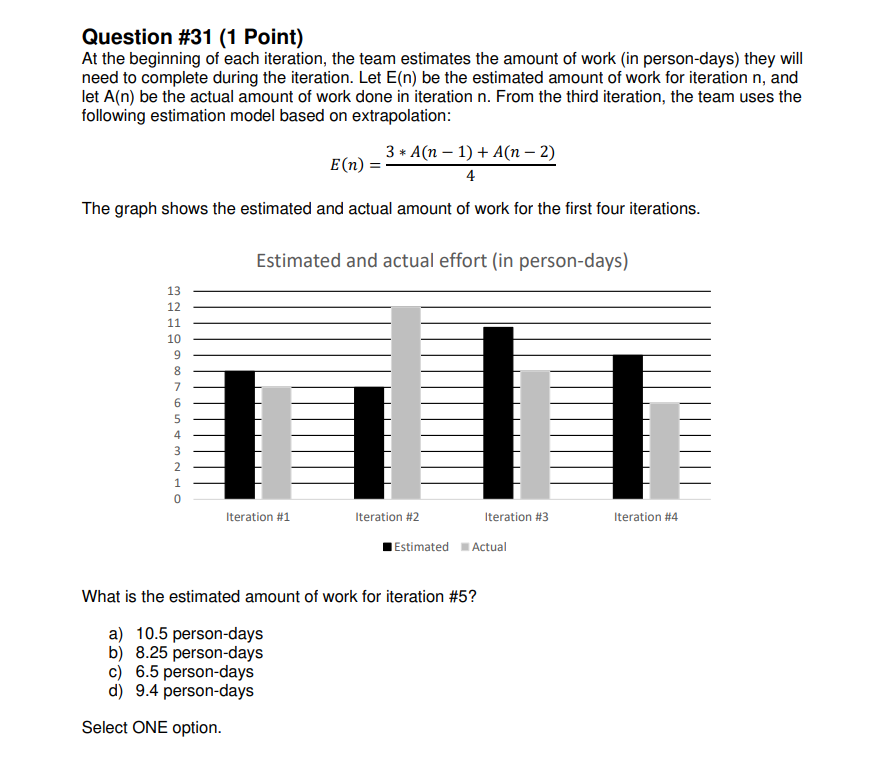 Question #31 (1 Point)
At the beginning of each iteration, the team estimates the amount of work (in person-days) they will
need to complete during the iteration. Let E(n) be the estimated amount of work for iteration n, and
let A(n) be the actual amount of work done in iteration n. From the third iteration, the team uses the
following estimation model based on extrapolation:
E(n) = \frac{3 * A(n − 1) + A(n − 2)}{4}
The graph shows the estimated and actual amount of work for the first four iterations.
Estimated and actual effort (in person-days)
13
12
11
10
9
8
7
6
5
4
3
2
1
0
Iteration #1 Iteration #2 Iteration #3 Iteration #4
Estimated Actual
What is the estimated amount of work for iteration #5?
a) 10.5 person-days
b) 8.25 person-days
c) 6.5 person-days
d) 9.4 person-days
Select ONE option.